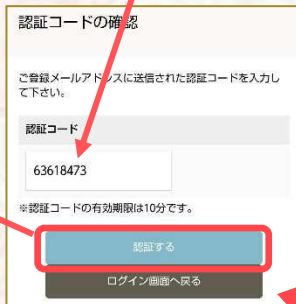 認証コードの確認
ご登録メールアドレスに送信された認証コードを入力し
て下さい。
認証コード
63618473
※認証コードの有効期限は10分です。
認証する
ログイン画面へ戻る